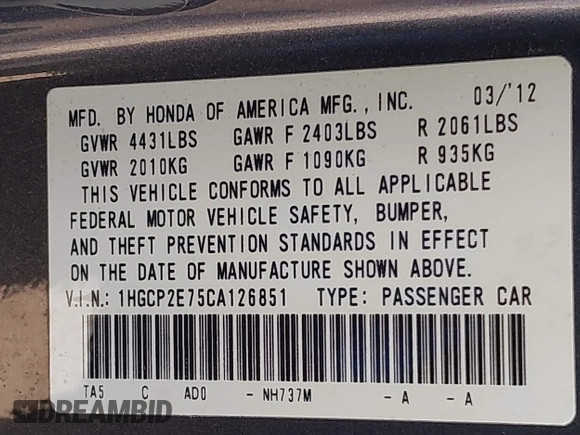 MFD. BY HONDA OF AMERICA MFG., INC. 03/'12
GVWR 4431LBS GAWR F 2403LBS R 2061LBS
GVWR 2010KG GAWR F 1090KG R 935KG
THIS VEHICLE CONFORMS TO ALL APPLICABLE
FEDERAL MOTOR VEHICLE SAFETY, BUMPER,
AND THEFT PREVENTION STANDARDS IN EFFECT
ON THE DATE OF MANUFACTURE SHOWN ABOVE.
V.I.N.: 1HGCP2E75CA126851 TYPE: PASSENGER CAR
TA5 C AD0 - NH737M - A - A
DREAMBID